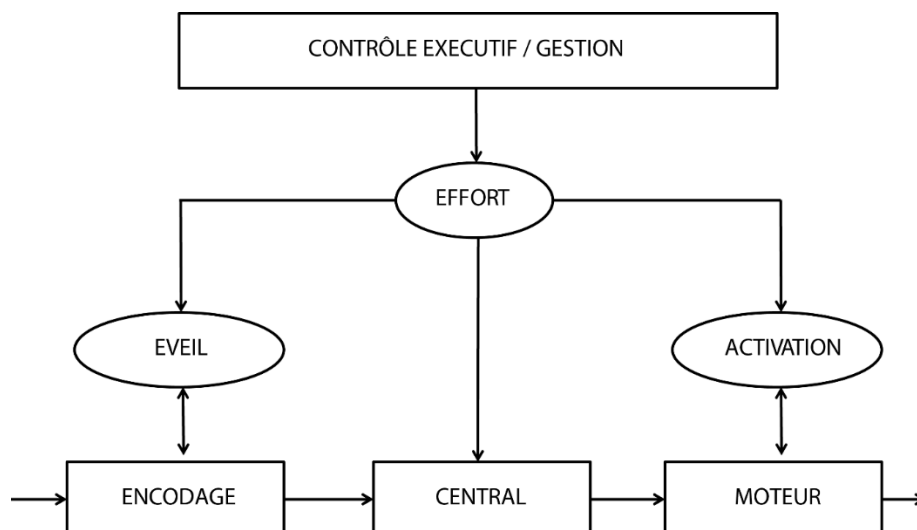 CONTRÔLE EXECUTIF / GESTION
EFFORT
EVEIL
ACTIVATION
ENCODAGE
CENTRAL
MOTEUR